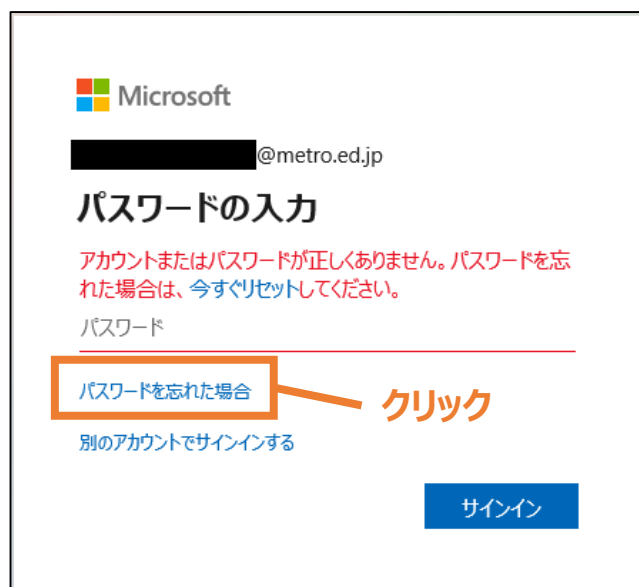 Microsoft
@metro.ed.jp
パスワードの入力
アカウントまたはパスワードが正しくありません。パスワードを忘
れた場合は、今すぐリセットしてください。
パスワード
パスワードを忘れた場合
クリック
別のアカウントでサインインする
サインイン